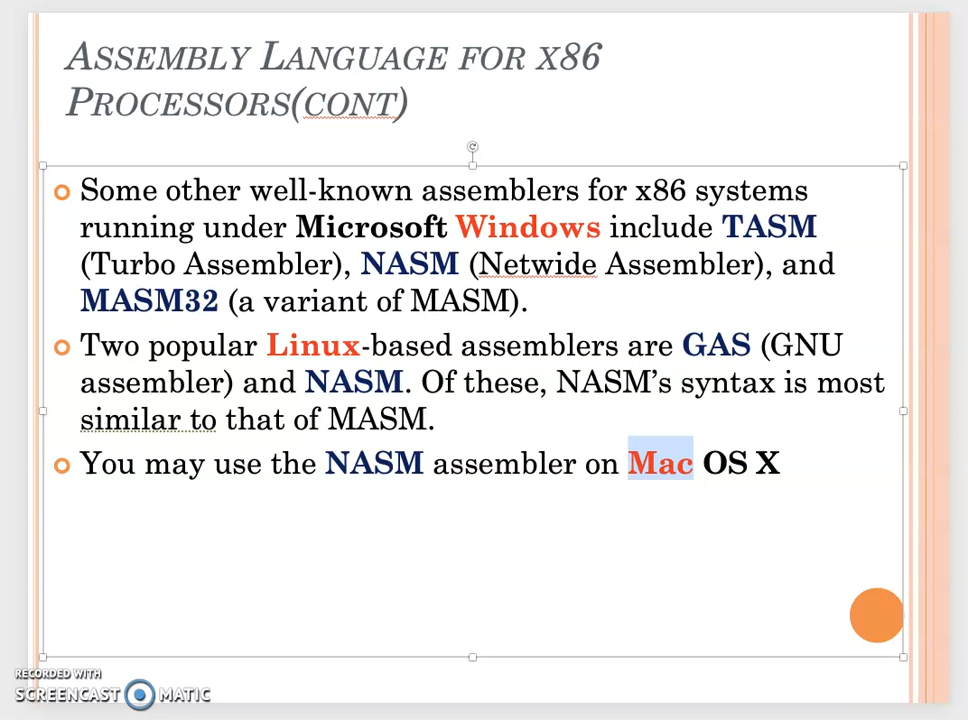 ASSEMBLY LANGUAGE FOR X86
PROCESSORS(CONT)
Some other well-known assemblers for x86 systems
running under Microsoft Windows include TASM
(Turbo Assembler), NASM (Netwide Assembler), and
MASM32 (a variant of MASM).
Two popular Linux-based assemblers are GAS (GNU
assembler) and NASM. Of these, NASM’s syntax is most
similar to that of MASM.
You may use the NASM assembler on Mac OS X
RECORDED WITH
SCREENCAST MATIC